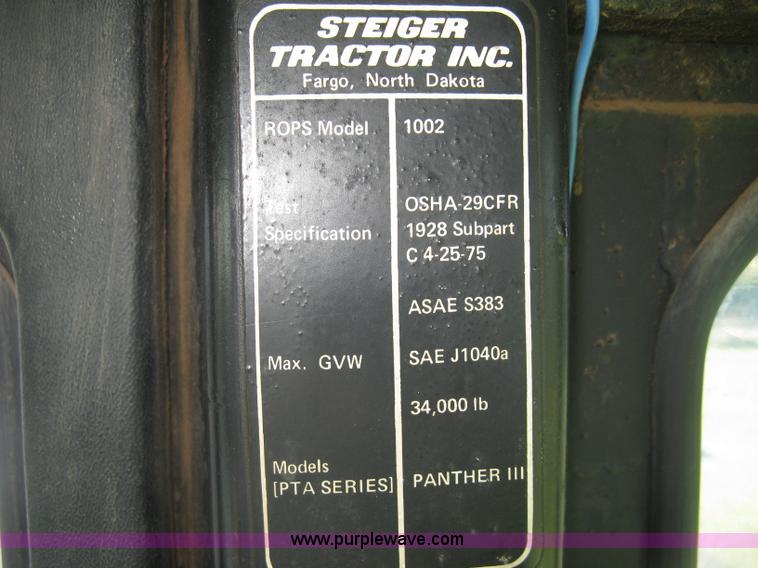 STEIGER
TRACTOR INC.
Fargo, North Dakota
ROPS Model 1002
Test OSHA-29CFR
Specification 1928 Subpart
C 4-25-75
ASAE S383
Max. GVW SAE J1040a
34,000 lb
Models
[PTA SERIES] PANTHER III
www.purplewave.com